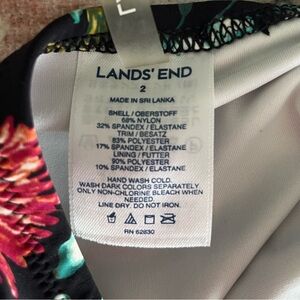 LANDS' END
2
MADE IN SRI LANKA
SHELL / OBERSTOFF
68% NYLON
32% SPANDEX / ELASTANE
TRIM / BESATZ
83% POLYESTER
17% SPANDEX / ELASTANE
LINING / FUTTER
90% POLYESTER
10% SPANDEX / ELASTANE
HAND WASH COLD.
WASH DARK COLORS SEPARATELY
ONLY NON-CHLORINE BLEACH WHEN
LINE DRY. DO NOT IRON.
RN 62830